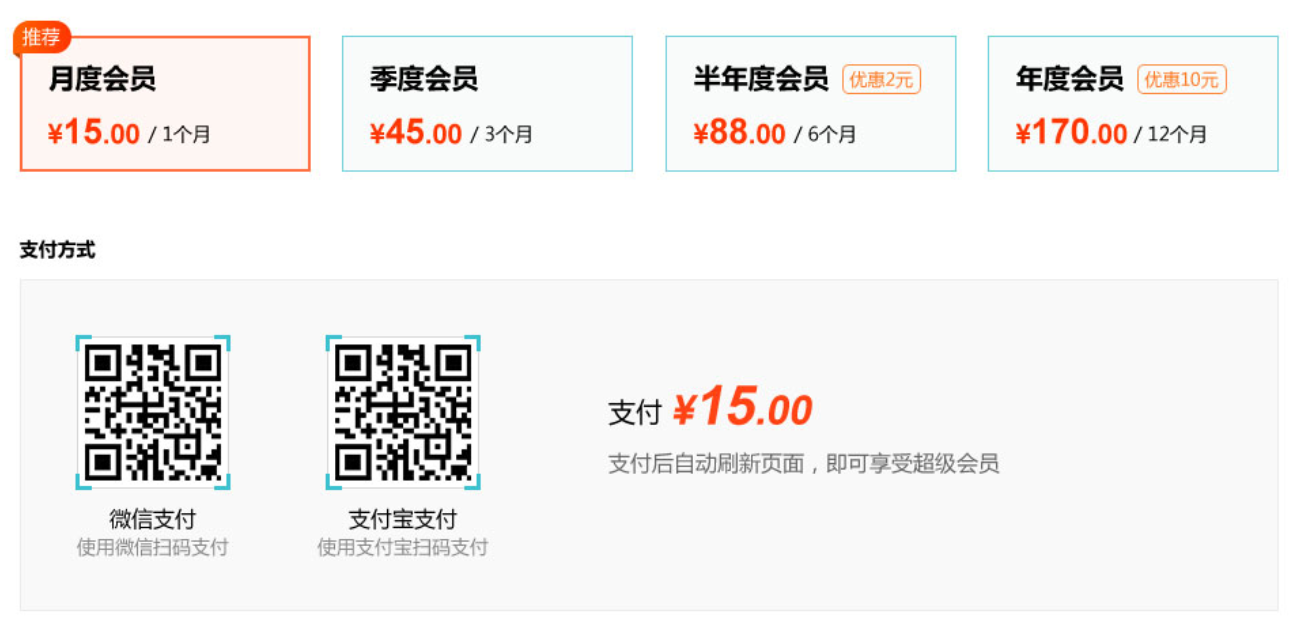 推荐
月度会员
¥15.00 / 1个月
季度会员
¥45.00 / 3个月
半年度会员 优惠2元
¥88.00 / 6个月
年度会员 优惠10元
¥170.00 / 12个月
支付方式
微信支付
使用微信扫码支付
支付宝支付
使用支付宝扫码支付
支付 ¥15.00
支付后自动刷新页面，即可享受超级会员